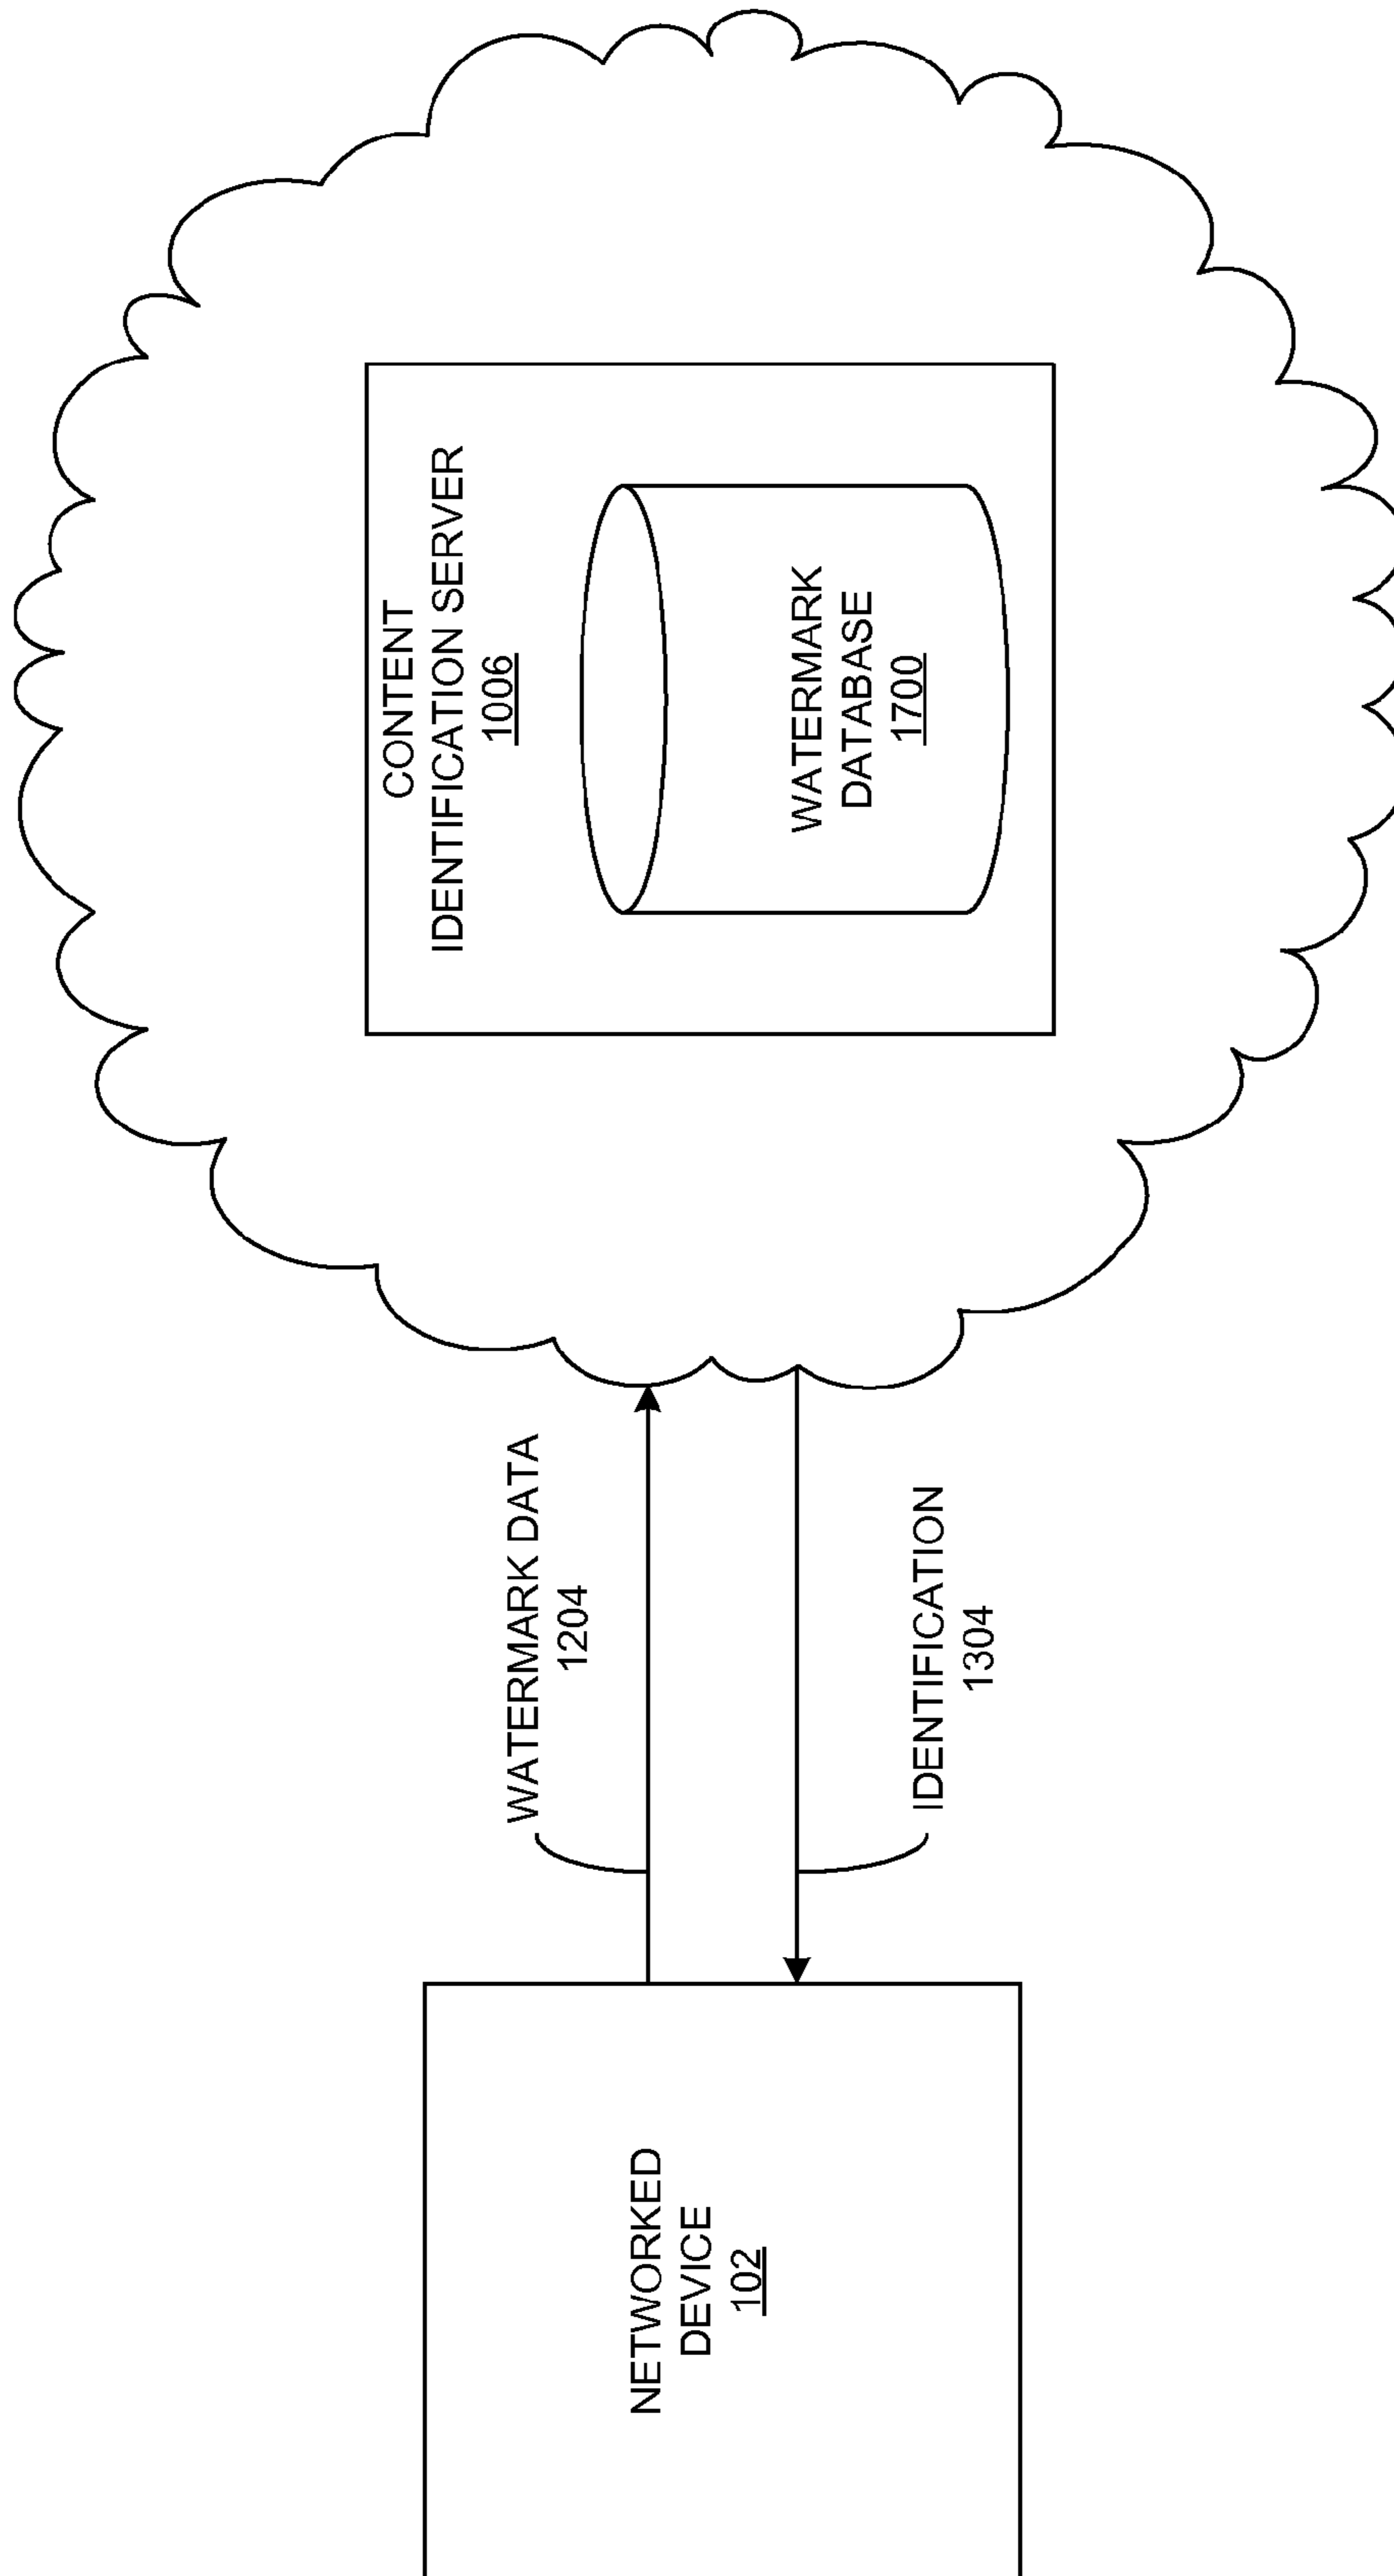 NETWORKED
DEVICE
102
WATERMARK DATA
1204
IDENTIFICATION
1304
CONTENT
IDENTIFICATION SERVER
1006
WATERMARK
DATABASE
1700